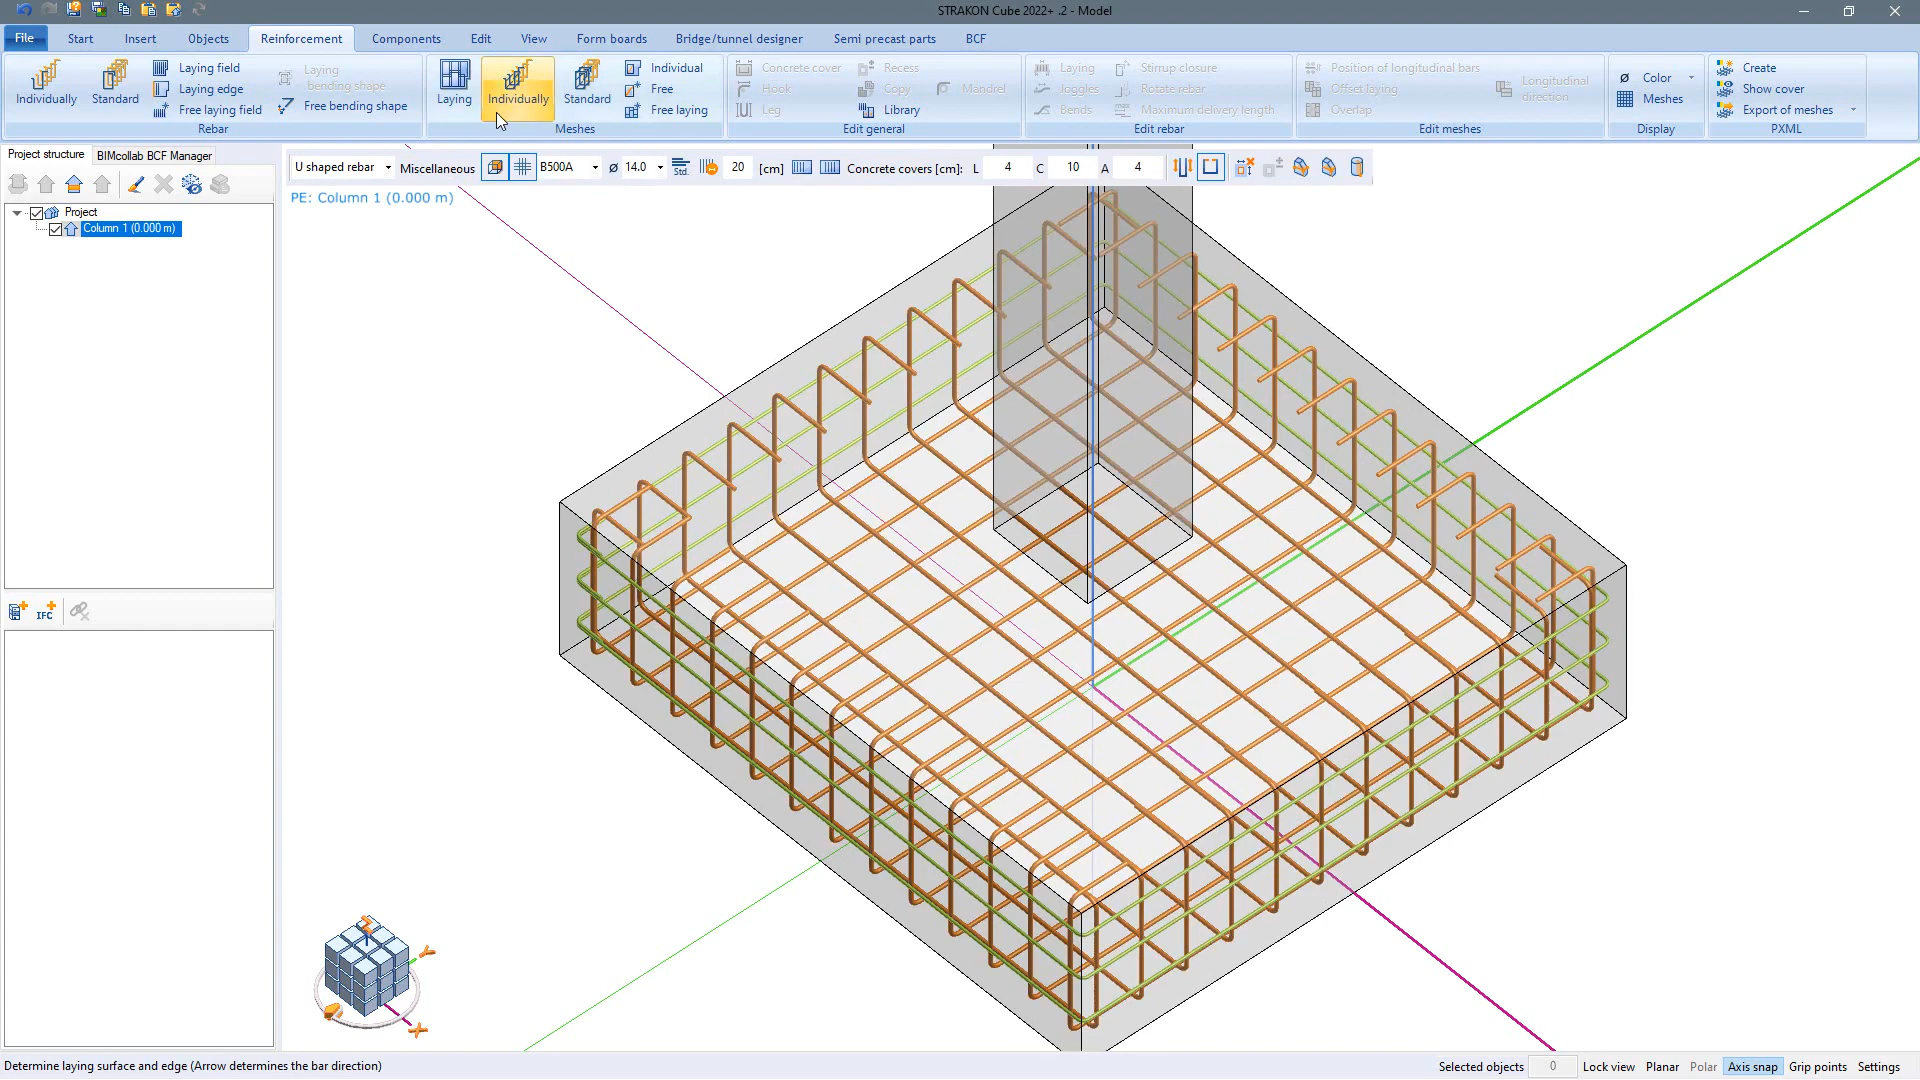 STRAKON Cube 2022+ .2 - Model
File Start Insert Objects Reinforcement Components Edit View Form boards Bridge/tunnel designer Semi precast parts BCF
Individually
Standard
Laying field
Laying edge
Free laying field
Laying bending shape
Free bending shape
Rebar
Laying
Individually
Standard
Individual
Free
Free laying
Meshes
Concrete cover
Hook
Leg
Recess
Copy
Library
Mandrel
Edit general
Laying
Joggles
Bends
Stirrup closure
Rotate rebar
Maximum delivery length
Edit rebar
Position of longitudinal bars
Offset laying
Overlap
Longitudinal direction
Edit meshes
Color
Meshes
Display
Create
Show cover
Export of meshes
PXML
Project structure BIMcollab BCF Manager
U shaped rebar Miscellaneous B500A ø 14.0 Std. 20 [cm] Concrete covers [cm]: L 4 C 10 A 4
PE: Column 1 (0.000 m)
Project
Column 1 (0.000 m)
IFC
Determine laying surface and edge (Arrow determines the bar direction)
Selected objects 0 Lock view Planar Polar Axis snap Grip points Settings